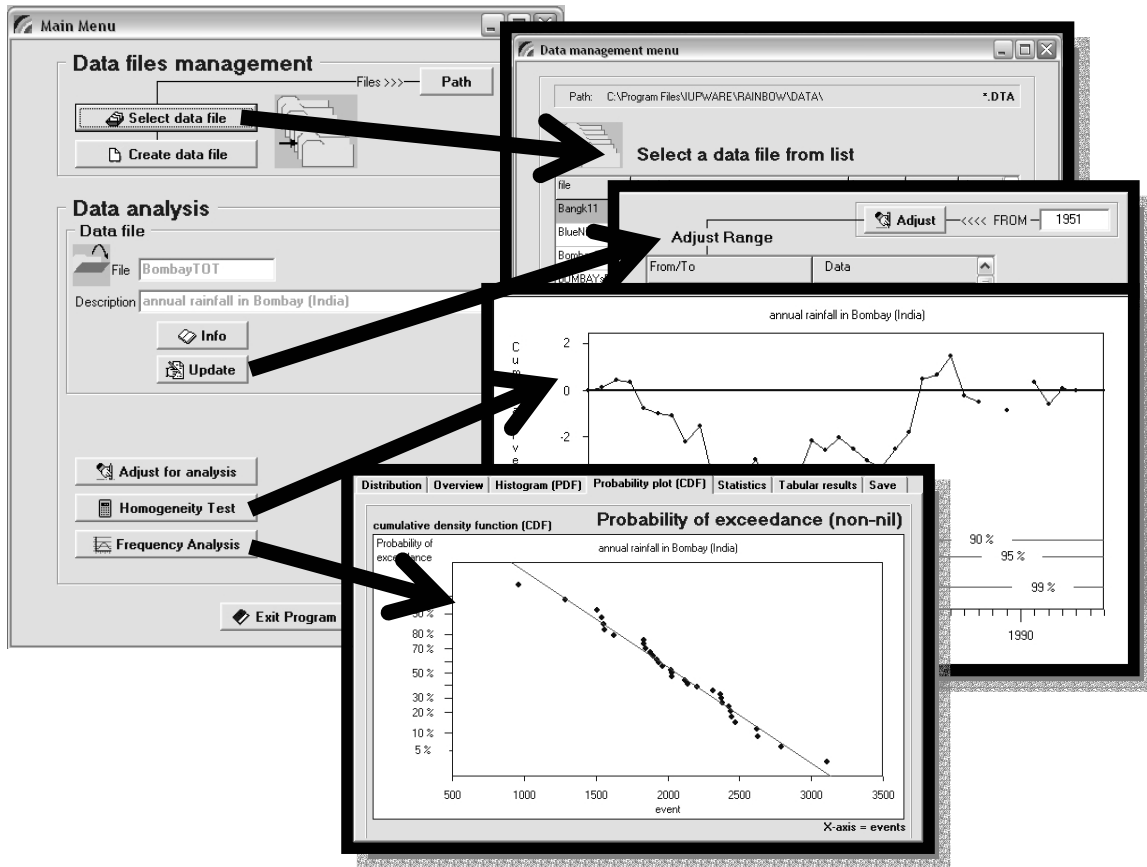 Main Menu
Data files management
Files >>>
Path
Select data file
Create data file
Data analysis
Data file
File
BombayTOT
Description
annual rainfall in Bombay (India)
Info
Update
Adjust for analysis
Homogeneity Test
Frequency Analysis
Exit Program
Data management menu
Path: C:\Program Files\IUPWARE\RAINBOW\DATA\
*.DTA
Select a data file from list
file
Bangk11
Adjust
<<<< FROM
1951
Adjust Range
From/To
Data
annual rainfall in Bombay (India)
2
0
-2
90 %
95 %
99 %
1990
Distribution
Overview
Histogram (PDF)
Probability plot (CDF)
Statistics
Tabular results
Save
cumulative density function (CDF)
Probability of exceedance (non-nil)
Probability of
annual rainfall in Bombay (India)
80 %
70 %
50 %
30 %
20 %
10 %
5 %
500
1000
1500
2000
2500
3000
3500
event
X-axis = events